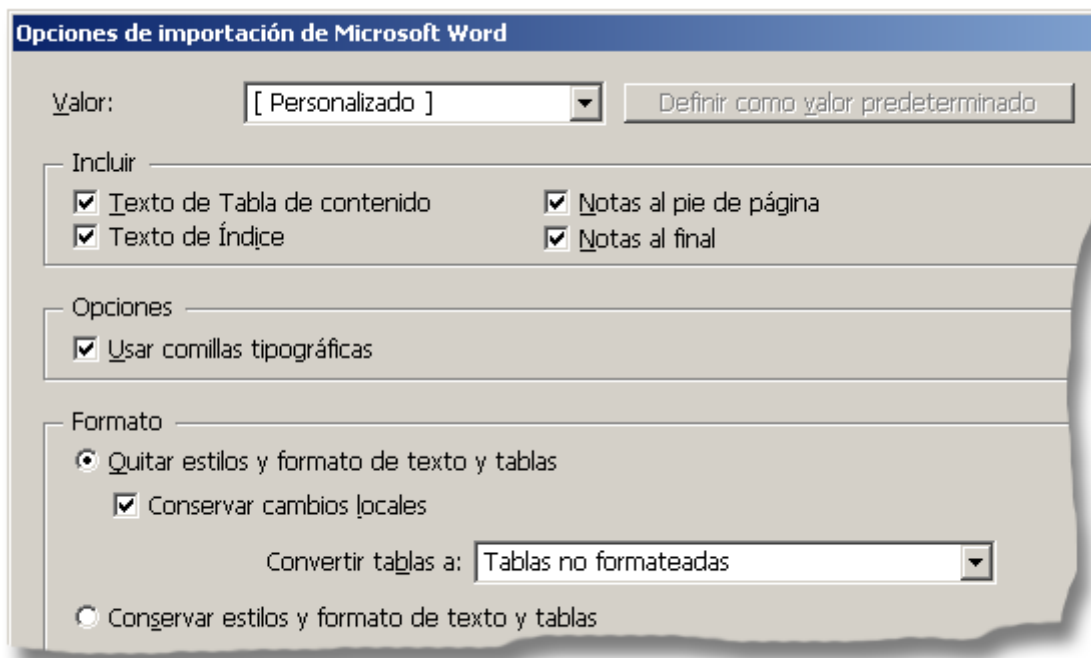 Opciones de importación de Microsoft Word
Valor: [ Personalizado ] Definir como valor predeterminado
Incluir
Texto de Tabla de contenido Notas al pie de página
Texto de Índice Notas al final
Opciones
Usar comillas tipográficas
Formato
Quitar estilos y formato de texto y tablas
Conservar cambios locales
Convertir tablas a: Tablas no formateadas
Conservar estilos y formato de texto y tablas